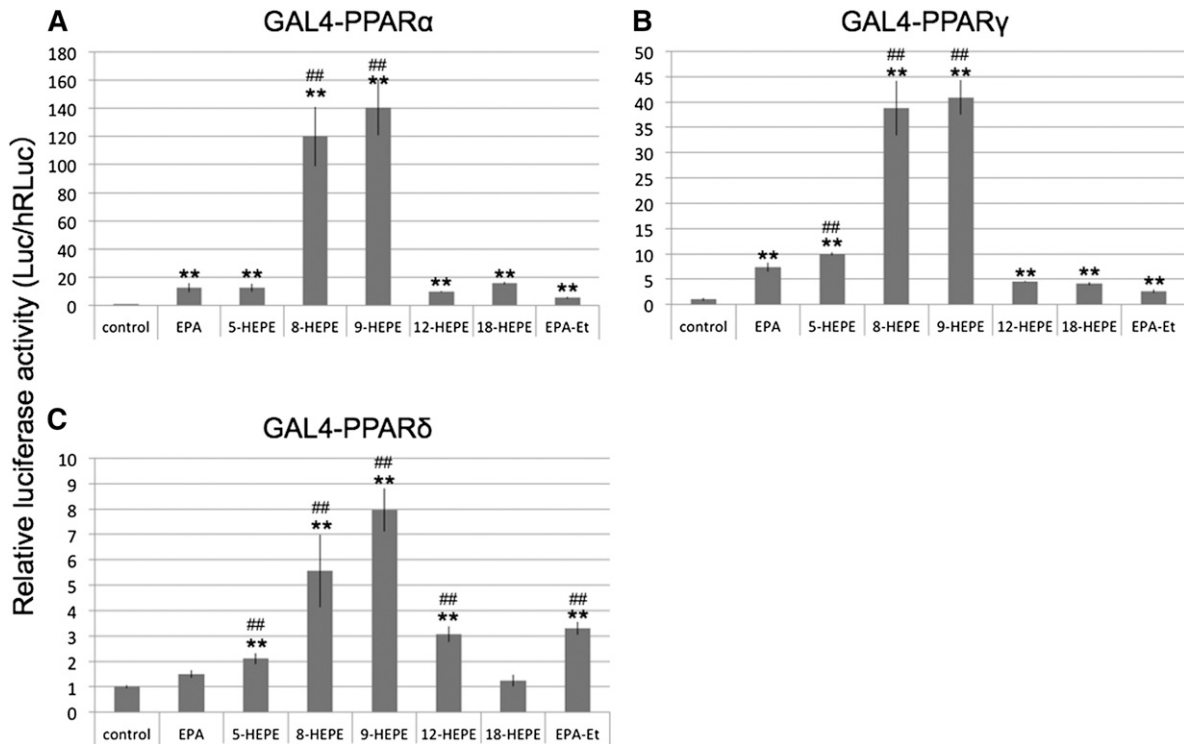 A
GAL4-PPARα
180
160
140
120
100
80
60
40
20
0
** ** ## ** ## ** ** ** **
control EPA 5-HEPE 8-HEPE 9-HEPE 12-HEPE 18-HEPE EPA-Et
B
GAL4-PPARγ
50
45
40
35
30
25
20
15
10
5
0
** ## ** ## ** ## ** ** ** **
control EPA 5-HEPE 8-HEPE 9-HEPE 12-HEPE 18-HEPE EPA-Et
C
GAL4-PPARδ
10
9
8
7
6
5
4
3
2
1
0
## ** ## ** ## ** ## ** ## **
control EPA 5-HEPE 8-HEPE 9-HEPE 12-HEPE 18-HEPE EPA-Et
Relative luciferase activity (Luc/hRLuc)